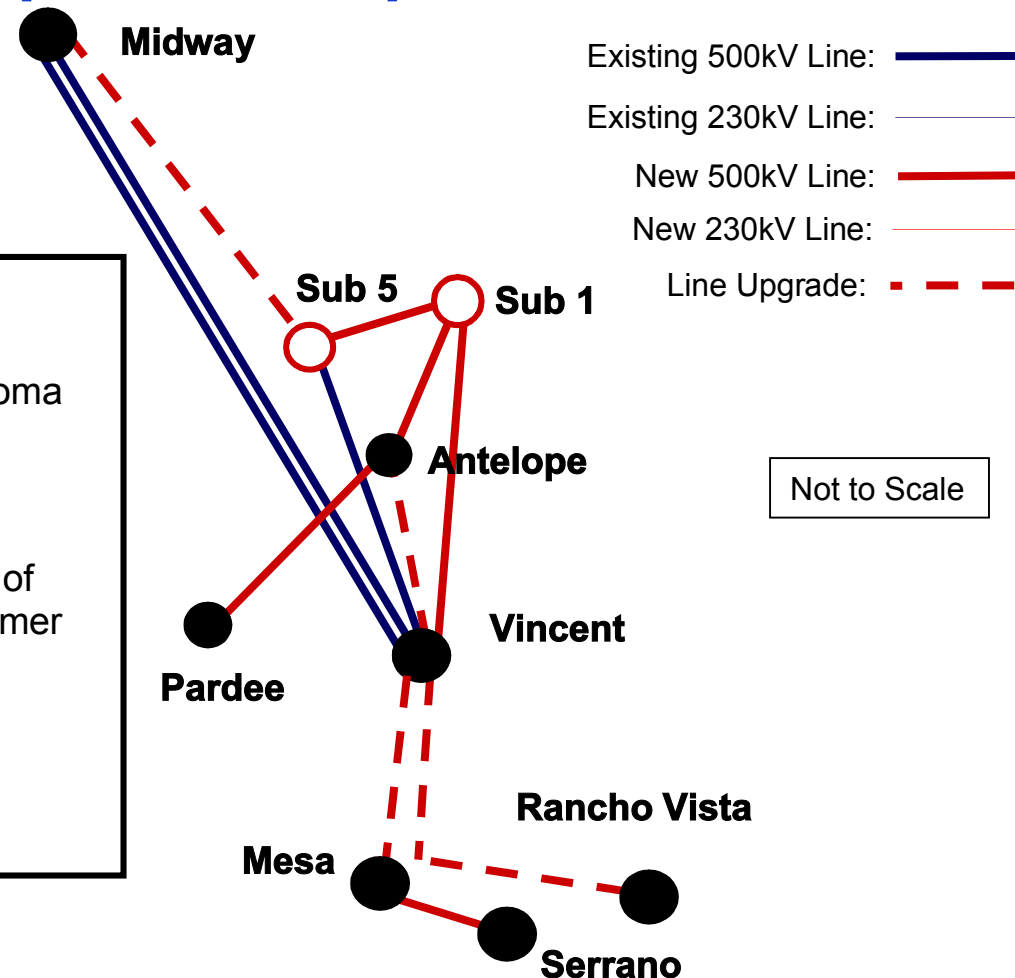 Midway
Existing 500kV Line:
Existing 230kV Line:
New 500kV Line:
New 230kV Line:
Line Upgrade:
Sub 5
Sub 1
Antelope
Not to Scale
of
Vincent
Pardee
Rancho Vista
Mesa
Serrano